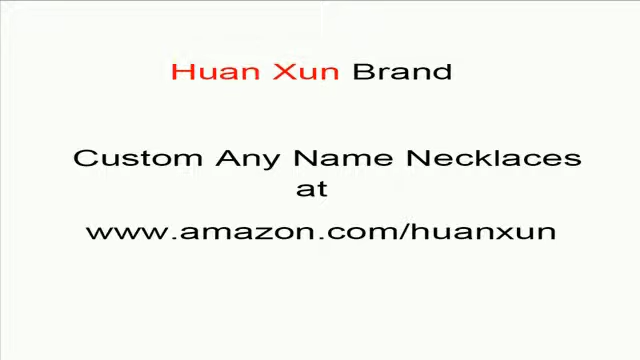 Huan Xun Brand
Custom Any Name Necklaces
at
www.amazon.com/huanxun